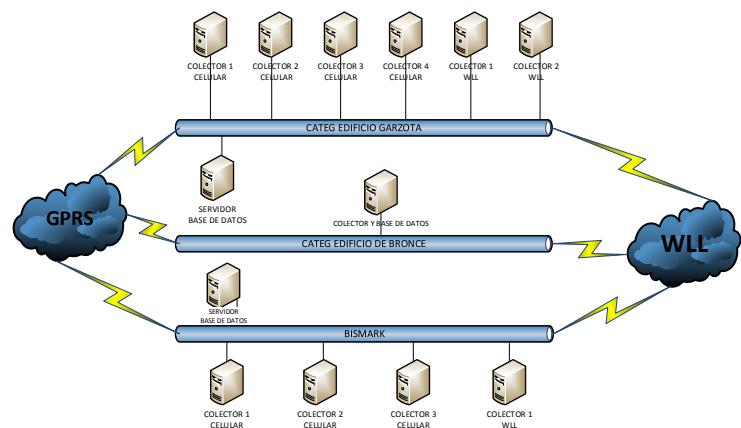 COLECTOR 1
CELULAR
COLECTOR 2
CELULAR
COLECTOR 3
CELULAR
COLECTOR 4
CELULAR
COLECTOR 1
WLL
COLECTOR 2
WLL
CATEG EDIFICIO GARZOTA
SERVIDOR
BASE DE DATOS
GPRS
COLECTOR Y BASE DE DATOS
CATEG EDIFICIO DE BRONCE
WLL
SERVIDOR
BASE DE DATOS
BISMARK
COLECTOR 1
CELULAR
COLECTOR 2
CELULAR
COLECTOR 3
CELULAR
COLECTOR 1
WLL